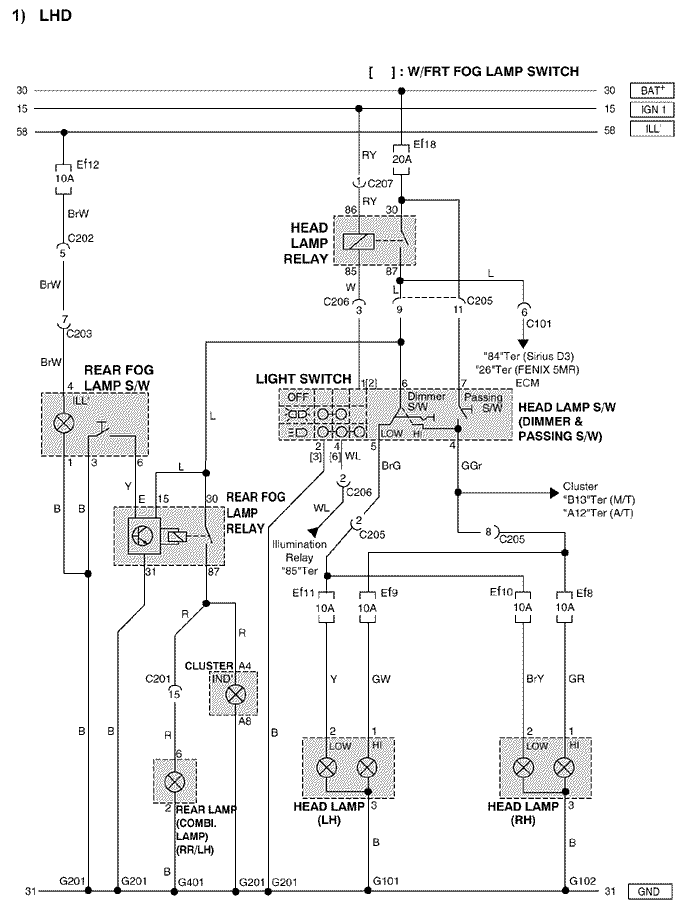 1) LHD
[ ] : W/FRT FOG LAMP SWITCH
30 30 BAT+
15 15 IGN 1
58 58 ILL'
Ef12
10A
BrW
C202
5
BrW
7
C203
BrW
RY
1 C207
RY
Ef18
20A
HEAD
LAMP
RELAY
86 30
85 87
W
L
L
C206
3
9
11
C205
6
C101
"84"Ter (Sirius D3)
"26"Ter (FENIX 5MR)
ECM
REAR FOG
LAMP S/W
4
ILL'
1 3 6
B B Y
L
L
LIGHT SWITCH
1[2] 6 7
OFF
Dimmer
S/W
Passing
S/W
LOW HI
2 4 5 4
[3] [6] WL
HEAD LAMP S/W
(DIMMER &
PASSING S/W)
BrG
GGr
2
C206
WL
2
C205
Illumination
Relay
"85"Ter
Cluster
"B13"Ter (M/T)
"A12"Ter (A/T)
8
C205
E 15 30
REAR FOG
LAMP
RELAY
31 87
R
R
C201
15
R
CLUSTER A4
IND'
A8
6
2
REAR LAMP
(COMBI.
LAMP)
(RR/LH)
B
B
B
B
Ef11
10A
Ef9
10A
Ef10
10A
Ef8
10A
Y GW BrY GR
2 1
LOW HI
3
HEAD LAMP
(LH)
B
2 1
LOW HI
3
HEAD LAMP
(RH)
B
31 G201 G201 G401 G201 G201 G101 G102 31 GND